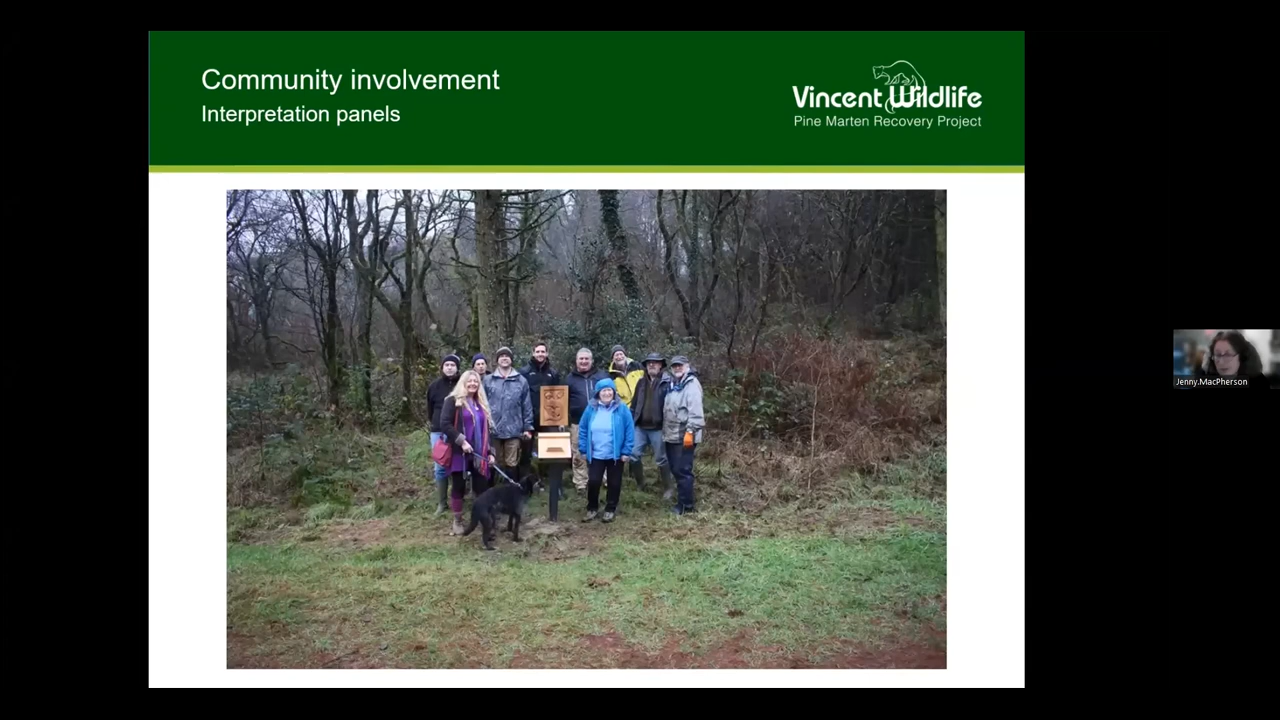 Community involvement
Interpretation panels
Vincent Wildlife
Pine Marten Recovery Project
Jenny.MacPherson